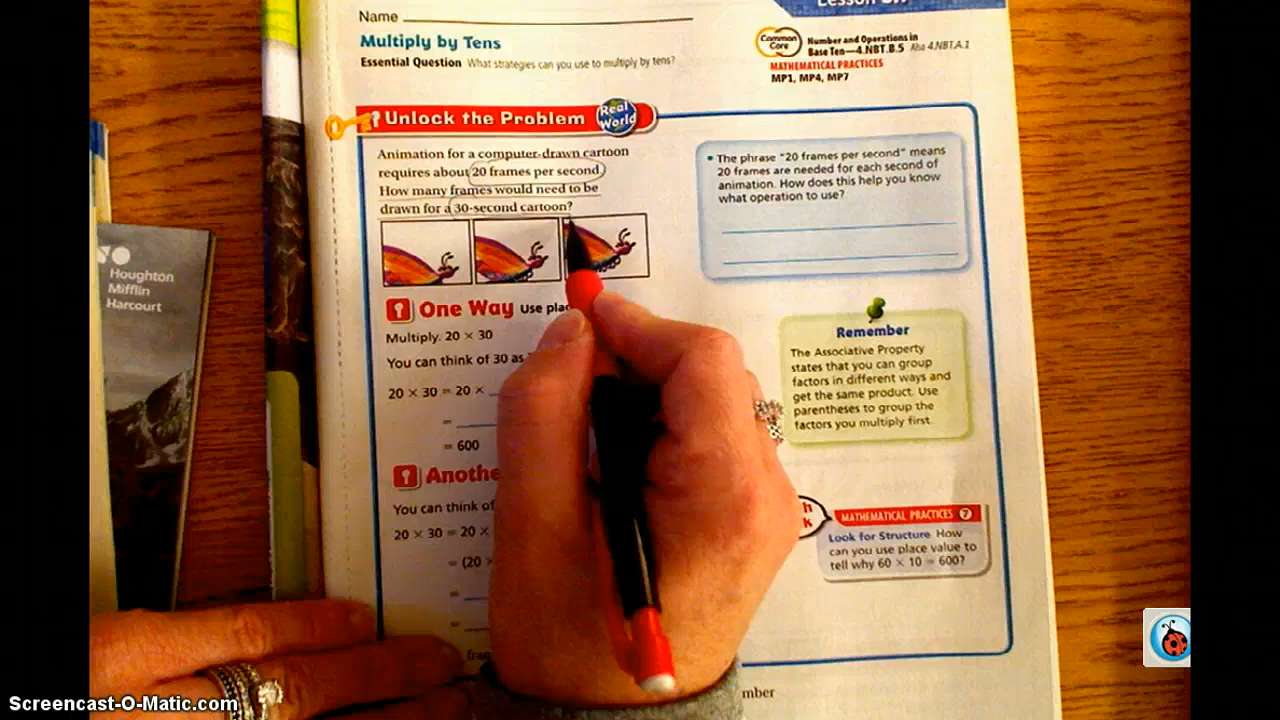 Name
Multiply by Tens
Essential Question What strategies can you use to multiply by tens?
Common Core
Number and Operations in
Base Ten—4.NBT.B.5 Also 4.NBT.A.1
MATHEMATICAL PRACTICES
MP1, MP4, MP7
Unlock the Problem
Real World
Animation for a computer-drawn cartoon
requires about 20 frames per second.
How many frames would need to be
drawn for a 30-second cartoon?
• The phrase “20 frames per second” means
20 frames are needed for each second of
animation. How does this help you know
what operation to use?
One Way Use
Multiply. 20 × 30
You can think of 30 as
20 × 30 = 20 ×
=
= 600
Remember
The Associative Property
states that you can group
factors in different ways and
get the same product. Use
parentheses to group the
factors you multiply first.
You can think of
20 × 30 = 20 ×
= (20
=
MATHEMATICAL PRACTICES 7
Look for Structure How
can you use place value to
tell why 60 × 10 = 600?
Houghton
Mifflin
Harcourt
Screencast-O-Matic.com